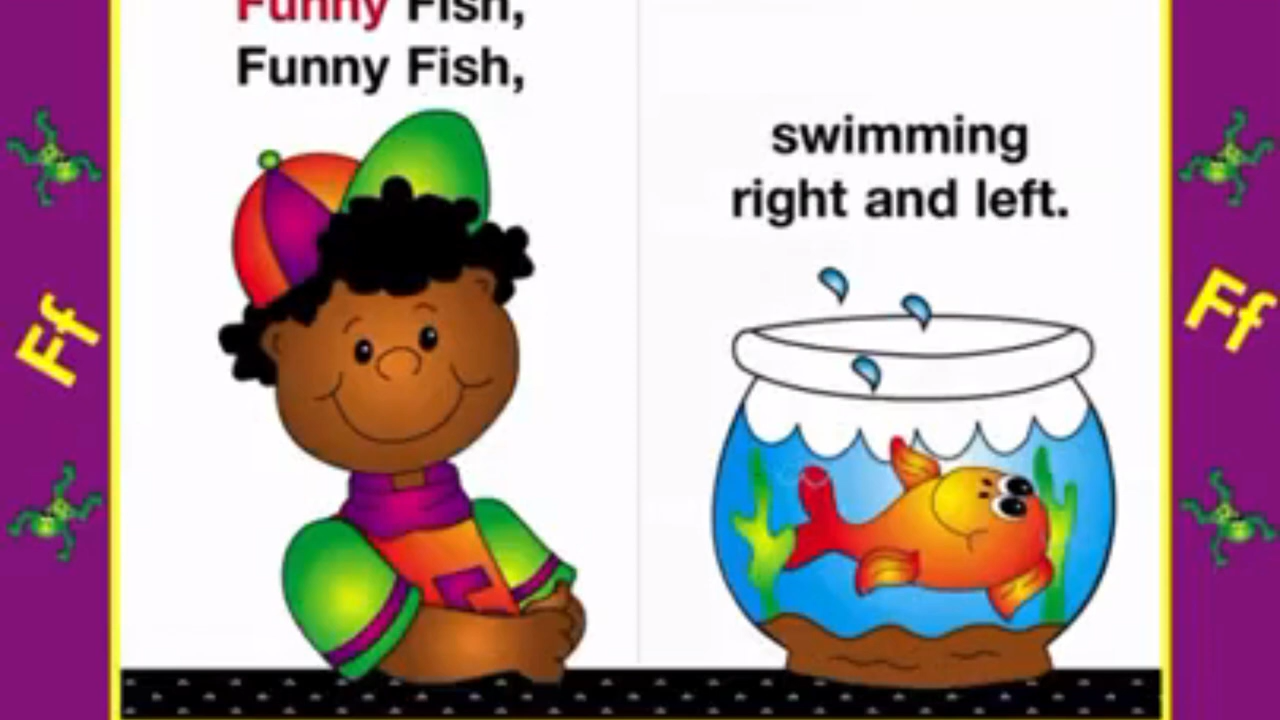 Funny Fish,
Funny Fish,
swimming
right and left.
Ff
Ff
F